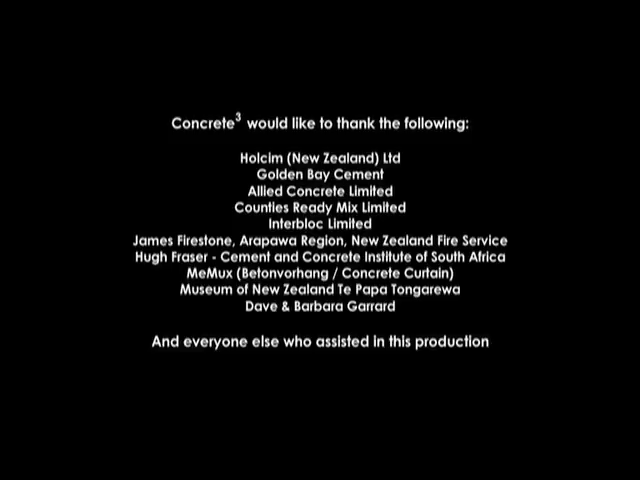 Concrete³ would like to thank the following:
Holcim (New Zealand) Ltd
Golden Bay Cement
Allied Concrete Limited
Counties Ready Mix Limited
Interbloc Limited
James Firestone, Arapawa Region, New Zealand Fire Service
Hugh Fraser - Cement and Concrete Institute of South Africa
MeMux (Betonvorhang / Concrete Curtain)
Museum of New Zealand Te Papa Tongarewa
Dave & Barbara Garrard
And everyone else who assisted in this production